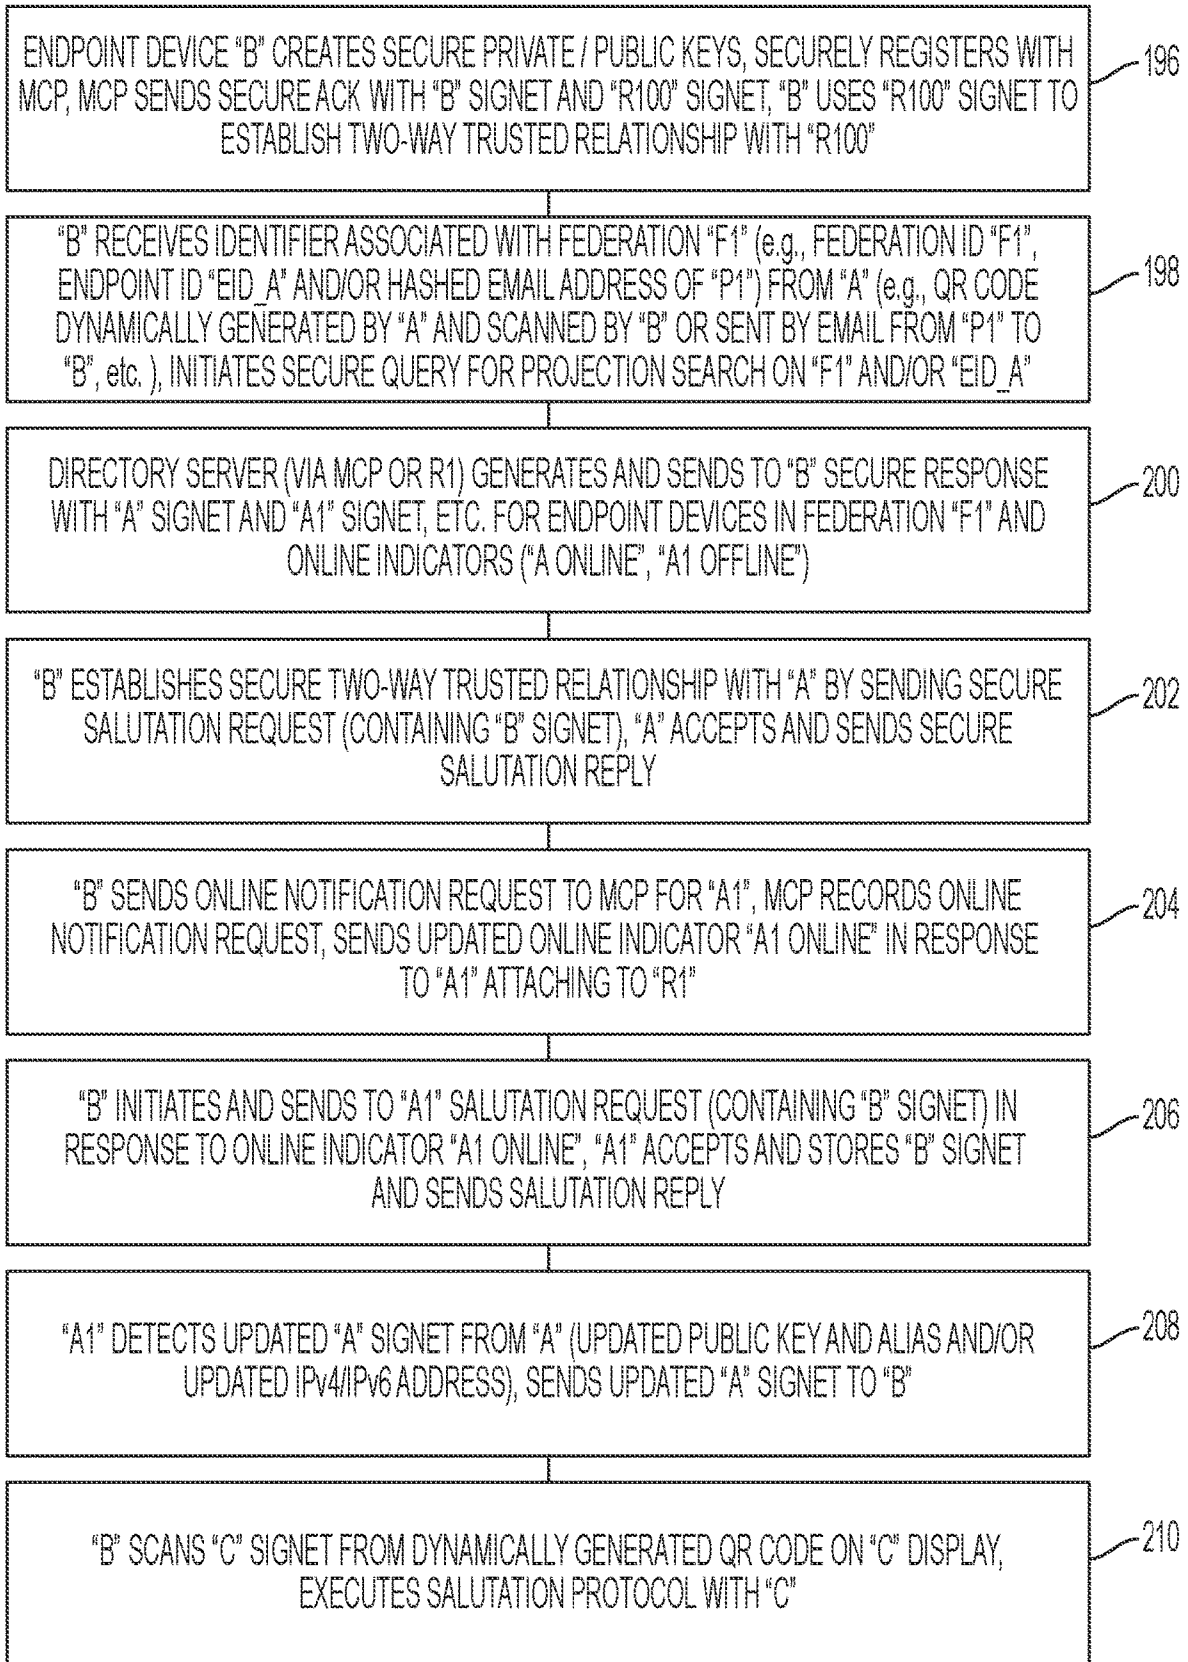 ENDPOINT DEVICE “B” CREATES SECURE PRIVATE / PUBLIC KEYS, SECURELY REGISTERS WITH
MCP, MCP SENDS SECURE ACK WITH “B” SIGNET AND “R100” SIGNET, “B” USES “R100” SIGNET TO
ESTABLISH TWO-WAY TRUSTED RELATIONSHIP WITH “R100”
196
“B” RECEIVES IDENTIFIER ASSOCIATED WITH FEDERATION “F1” (e.g., FEDERATION ID “F1”,
ENDPOINT ID “EID_A” AND/OR HASHED EMAIL ADDRESS OF “P1”) FROM “A” (e.g., QR CODE
DYNAMICALLY GENERATED BY “A” AND SCANNED BY “B” OR SENT BY EMAIL FROM “P1” TO
“B”, etc. ), INITIATES SECURE QUERY FOR PROJECTION SEARCH ON “F1” AND/OR “EID_A”
198
DIRECTORY SERVER (VIA MCP OR R1) GENERATES AND SENDS TO “B” SECURE RESPONSE
WITH “A” SIGNET AND “A1” SIGNET, ETC. FOR ENDPOINT DEVICES IN FEDERATION “F1” AND
ONLINE INDICATORS (“A ONLINE”, “A1 OFFLINE”)
200
“B” ESTABLISHES SECURE TWO-WAY TRUSTED RELATIONSHIP WITH “A” BY SENDING SECURE
SALUTATION REQUEST (CONTAINING “B” SIGNET), “A” ACCEPTS AND SENDS SECURE
SALUTATION REPLY
202
“B” SENDS ONLINE NOTIFICATION REQUEST TO MCP FOR “A1”, MCP RECORDS ONLINE
NOTIFICATION REQUEST, SENDS UPDATED ONLINE INDICATOR “A1 ONLINE” IN RESPONSE
TO “A1” ATTACHING TO “R1”
204
“B” INITIATES AND SENDS TO “A1” SALUTATION REQUEST (CONTAINING “B” SIGNET) IN
RESPONSE TO ONLINE INDICATOR “A1 ONLINE”, “A1” ACCEPTS AND STORES “B” SIGNET
AND SENDS SALUTATION REPLY
206
“A1” DETECTS UPDATED “A” SIGNET FROM “A” (UPDATED PUBLIC KEY AND ALIAS AND/OR
UPDATED IPv4/IPv6 ADDRESS), SENDS UPDATED “A” SIGNET TO “B”
208
“B” SCANS “C” SIGNET FROM DYNAMICALLY GENERATED QR CODE ON “C” DISPLAY,
EXECUTES SALUTATION PROTOCOL WITH “C”
210